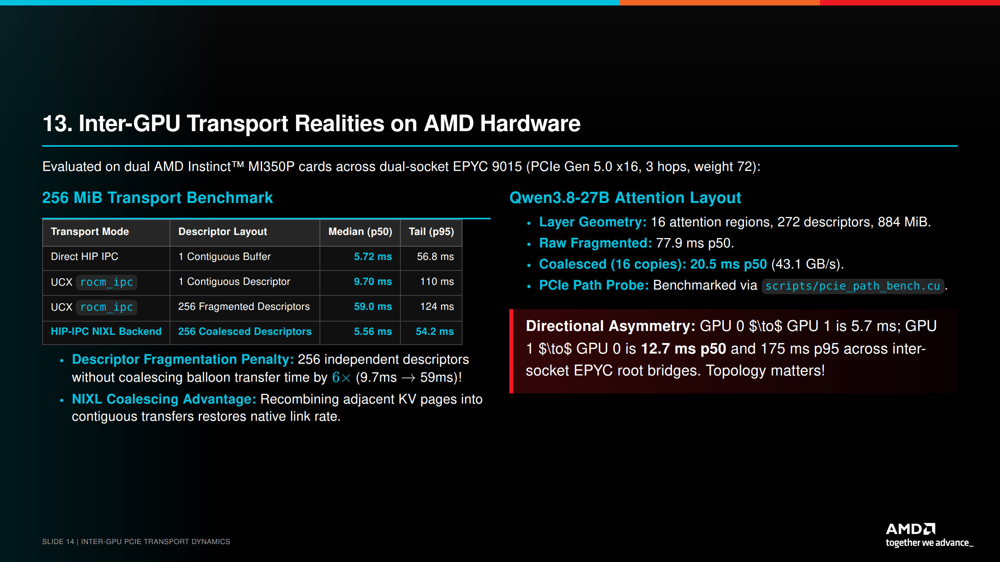 13. Inter-GPU Transport Realities on AMD Hardware
Evaluated on dual AMD Instinct™ MI350P cards across dual-socket EPYC 9015 (PCIe Gen 5.0 x16, 3 hops, weight 72):
256 MiB Transport Benchmark
Transport Mode Descriptor Layout Median (p50) Tail (p95)
Direct HIP IPC 1 Contiguous Buffer 5.72 ms 56.8 ms
UCX rocm_ipc 1 Contiguous Descriptor 9.70 ms 110 ms
UCX rocm_ipc 256 Fragmented Descriptors 59.0 ms 124 ms
HIP-IPC NIXL Backend 256 Coalesced Descriptors 5.56 ms 54.2 ms
• Descriptor Fragmentation Penalty: 256 independent descriptors
without coalescing balloon transfer time by 6× (9.7ms → 59ms)!
• NIXL Coalescing Advantage: Recombining adjacent KV pages into
contiguous transfers restores native link rate.
Qwen3.8-27B Attention Layout
• Layer Geometry: 16 attention regions, 272 descriptors, 884 MiB.
• Raw Fragmented: 77.9 ms p50.
• Coalesced (16 copies): 20.5 ms p50 (43.1 GB/s).
• PCIe Path Probe: Benchmarked via scripts/pcie_path_bench.cu.
Directional Asymmetry: GPU 0 $\to$ GPU 1 is 5.7 ms; GPU
1 $\to$ GPU 0 is 12.7 ms p50 and 175 ms p95 across inter-
socket EPYC root bridges. Topology matters!
SLIDE 14 | INTER-GPU PCIE TRANSPORT DYNAMICS
AMD
together we advance_